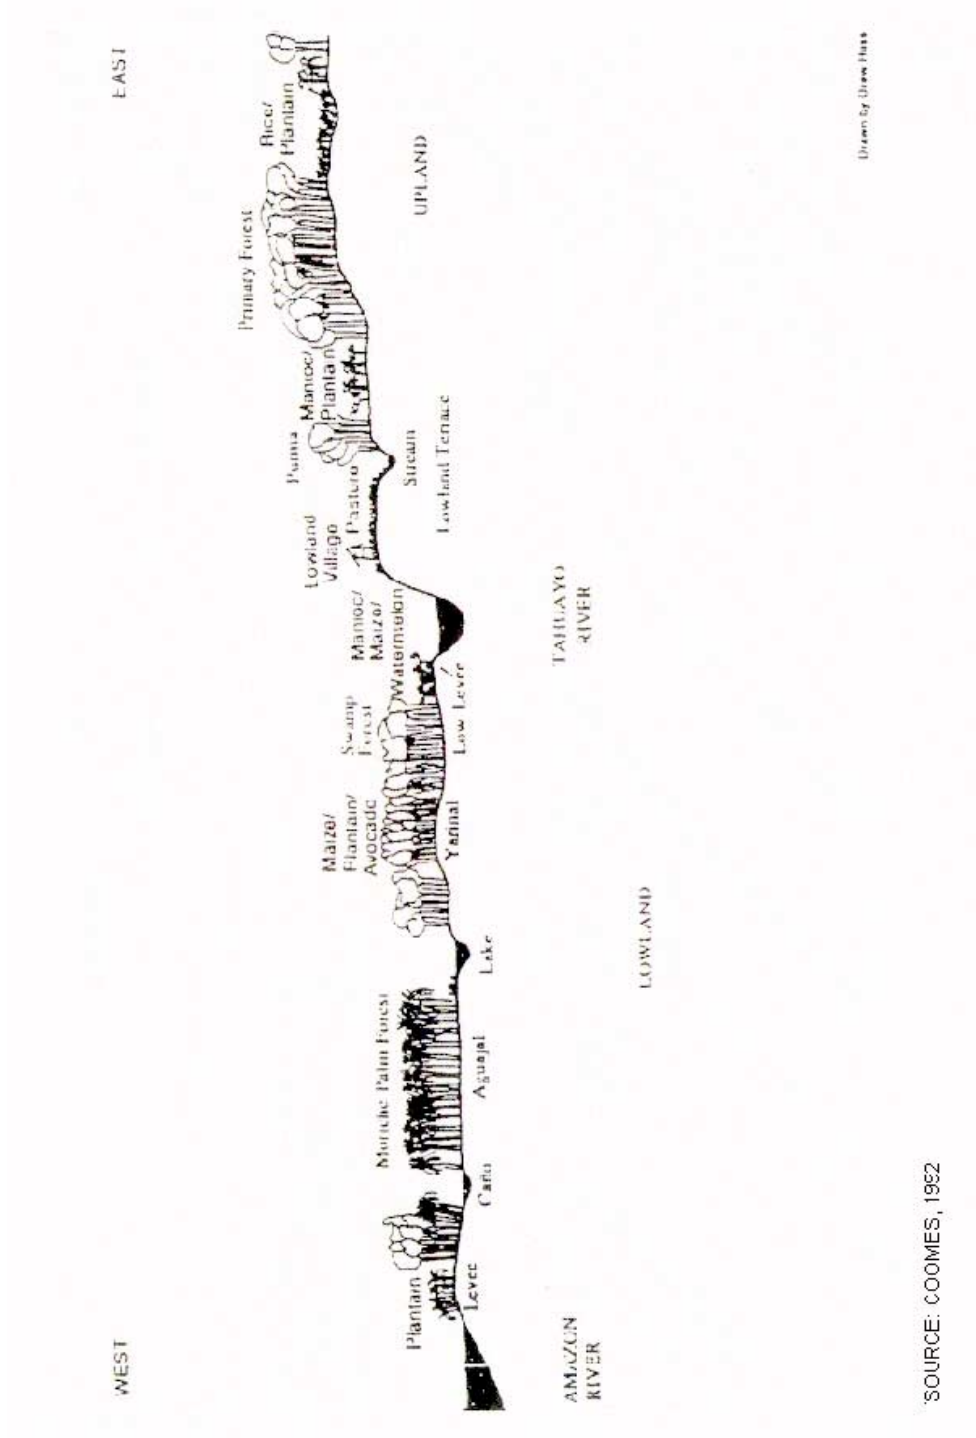 WEST
EAST
Primary Forest
Rice/
Plantain
Purma
Manioc/
Plantain
Lowland
Village
Pasture
Manioc/
Maize/
Watermelon
Swamp
Forest
Maize/
Plantain/
Avocado
Moriche Palm Forest
Plantain
Levee
Caño
Aguajal
Lake
Yarinal
Low Levee
Stream
Lowland Terrace
UPLAND
AMAZON
RIVER
LOWLAND
TAHUAYO
RIVER
Drawn by Drew Hass
SOURCE: COOMES, 1992